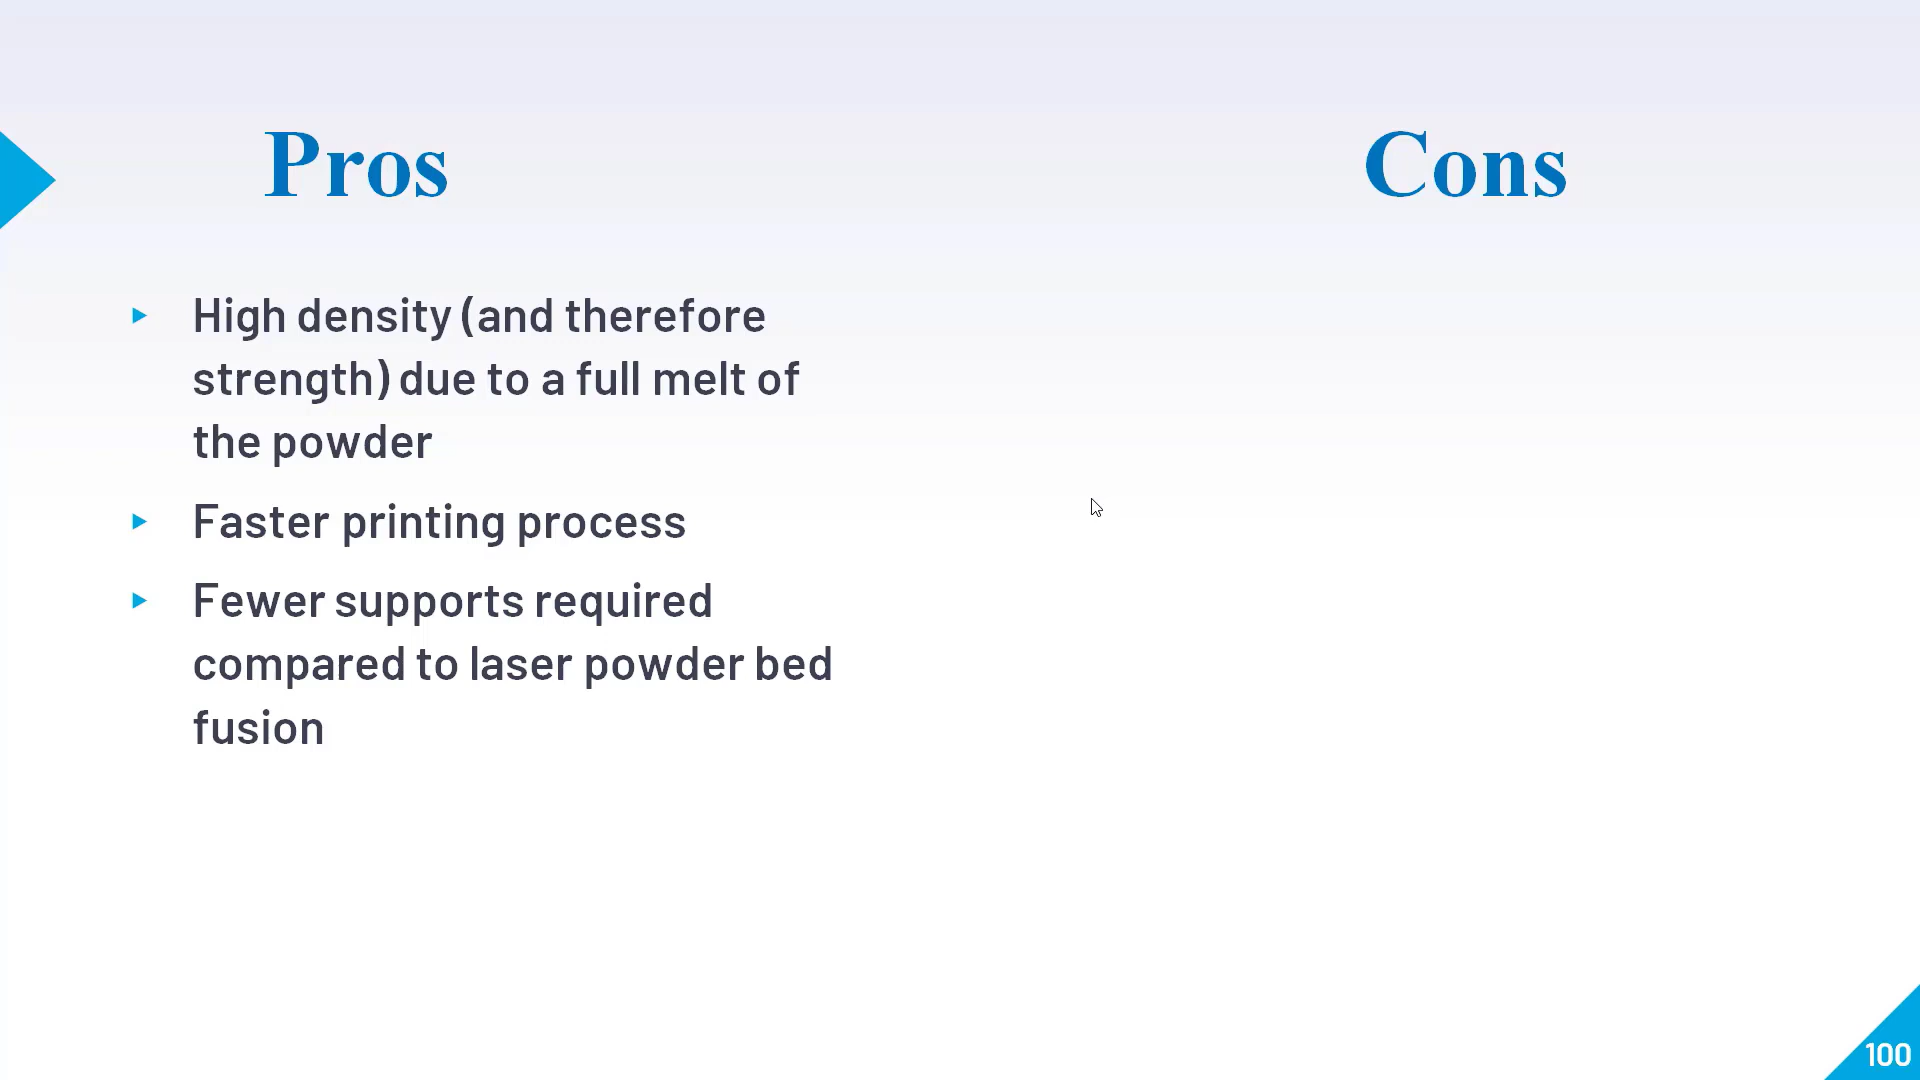 Pros
Cons
High density (and therefore
strength) due to a full melt of
the powder
Faster printing process
Fewer supports required
compared to laser powder bed
fusion
100